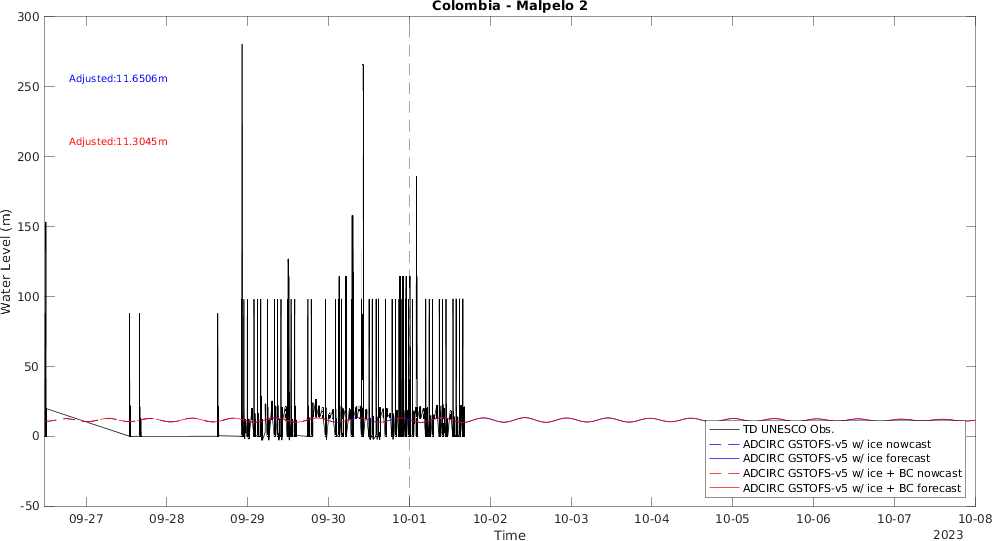 Colombia - Malpelo 2
300
250
200
150
100
50
0
-50
Water Level (m)
Adjusted:11.6506m
Adjusted:11.3045m
TD UNESCO Obs.
ADCIRC GSTOFS-v5 w/ ice nowcast
ADCIRC GSTOFS-v5 w/ ice forecast
ADCIRC GSTOFS-v5 w/ ice + BC nowcast
ADCIRC GSTOFS-v5 w/ ice + BC forecast
09-27 09-28 09-29 09-30 10-01 10-02 10-03 10-04 10-05 10-06 10-07 10-08
Time
2023